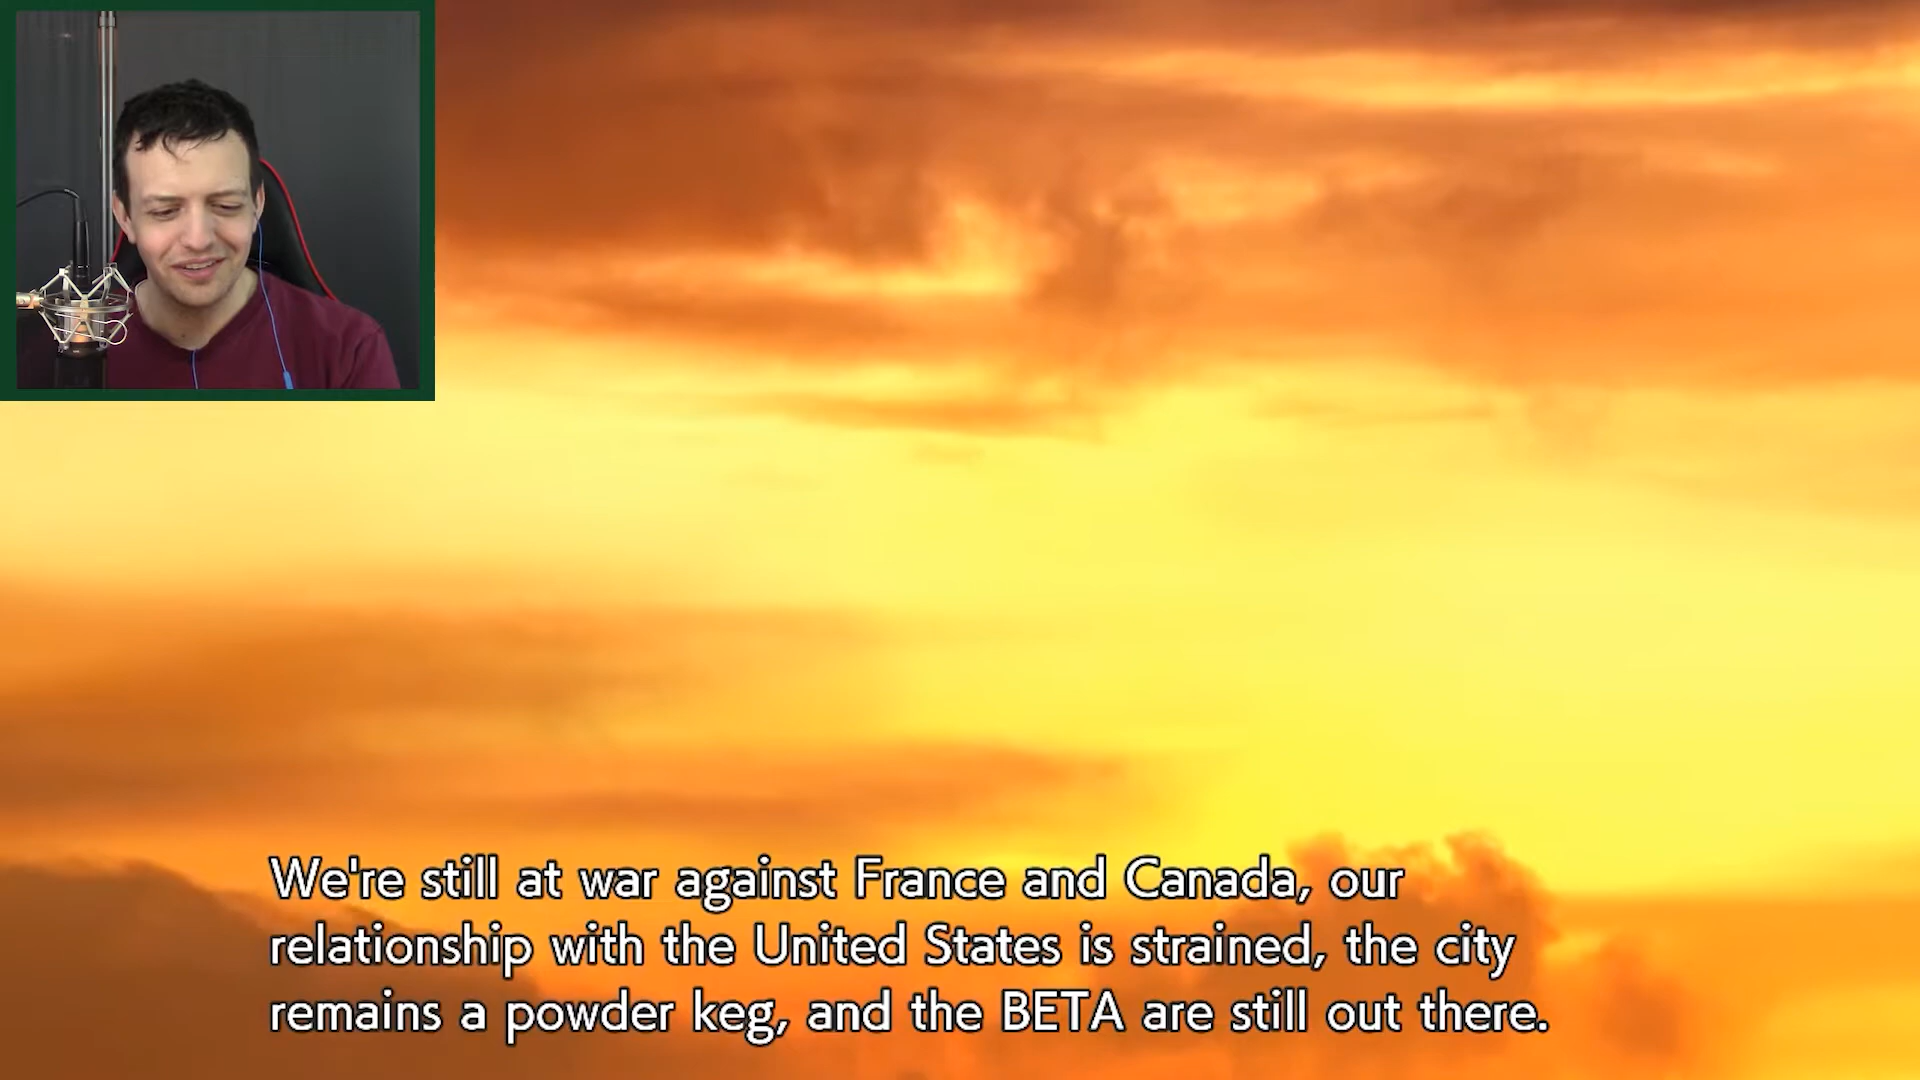 We're still at war against France and Canada, our
relationship with the United States is strained, the city
remains a powder keg, and the BETA are still out there.